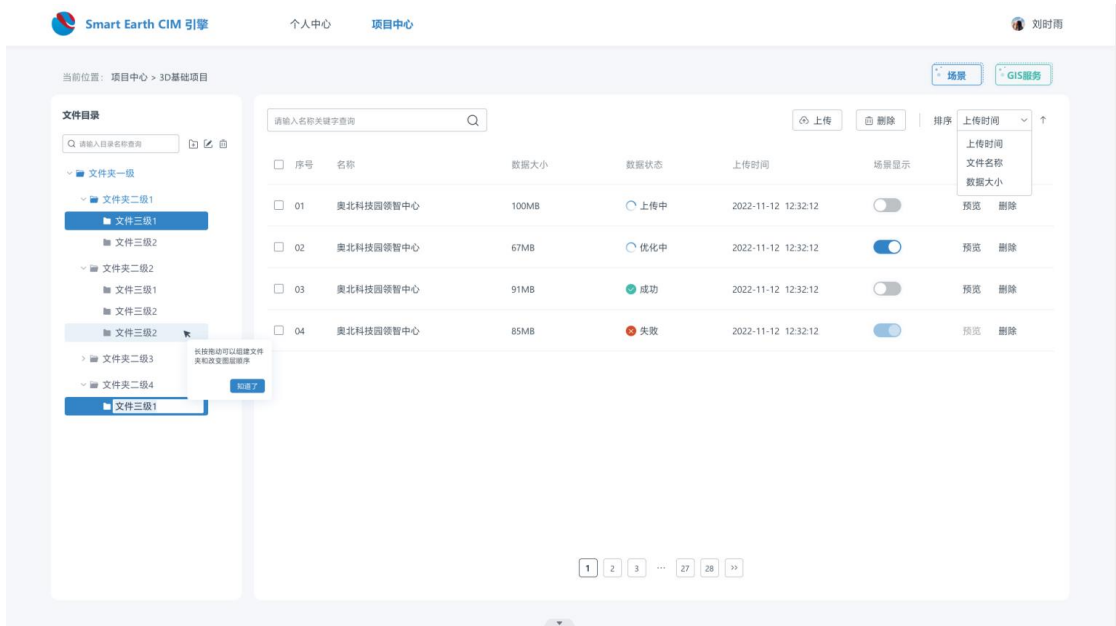 Smart Earth CIM 引擎
个人中心
项目中心
刘时雨
当前位置： 项目中心 > 3D基础项目
场景
GIS服务
文件目录
请输入目录名称查询
文件夹一级
文件夹二级1
文件三级1
文件三级2
文件夹二级2
文件三级1
文件三级2
文件三级2
文件夹二级3
文件夹二级4
文件三级1
长按拖动可以组建文件
夹和改变图层顺序
知道了
请输入名称关键字查询
上传
删除
排序 上传时间
上传时间
文件名称
数据大小
序号 名称 数据大小 数据状态 上传时间 场景显示
01 奥北科技园领智中心 100MB 上传中 2022-11-12 12:32:12 预览 删除
02 奥北科技园领智中心 67MB 优化中 2022-11-12 12:32:12 预览 删除
03 奥北科技园领智中心 91MB 成功 2022-11-12 12:32:12 预览 删除
04 奥北科技园领智中心 85MB 失败 2022-11-12 12:32:12 预览 删除
1 2 3 ··· 27 28 >>